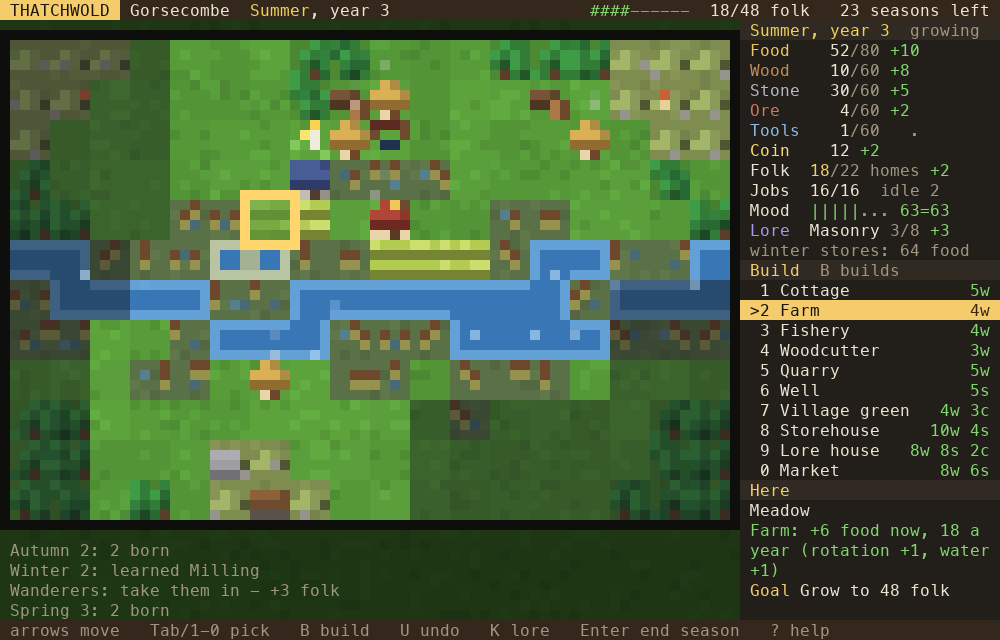 THATCHWOLD Gorsecombe Summer, year 3 ####------ 18/48 folk 23 seasons left
Summer, year 3 growing
Food 52/80 +10
Wood 10/60 +8
Stone 30/60 +5
Ore 4/60 +2
Tools 1/60 .
Coin 12 +2
Folk 18/22 homes +2
Jobs 16/16 idle 2
Mood |||||... 63=63
Lore Masonry 3/8 +3
winter stores: 64 food
Build B builds
1 Cottage 5w
>2 Farm 4w
3 Fishery 4w
4 Woodcutter 3w
5 Quarry 5w
6 Well 5s
7 Village green 4w 3c
8 Storehouse 10w 4s
9 Lore house 8w 8s 2c
0 Market 8w 6s
Here
Meadow
Farm: +6 food now, 18 a
year (rotation +1, water
+1)
Goal Grow to 48 folk
Autumn 2: 2 born
Winter 2: learned Milling
Wanderers: take them in — +3 folk
Spring 3: 2 born
arrows move Tab/1-0 pick B build U undo K lore Enter end season ? help